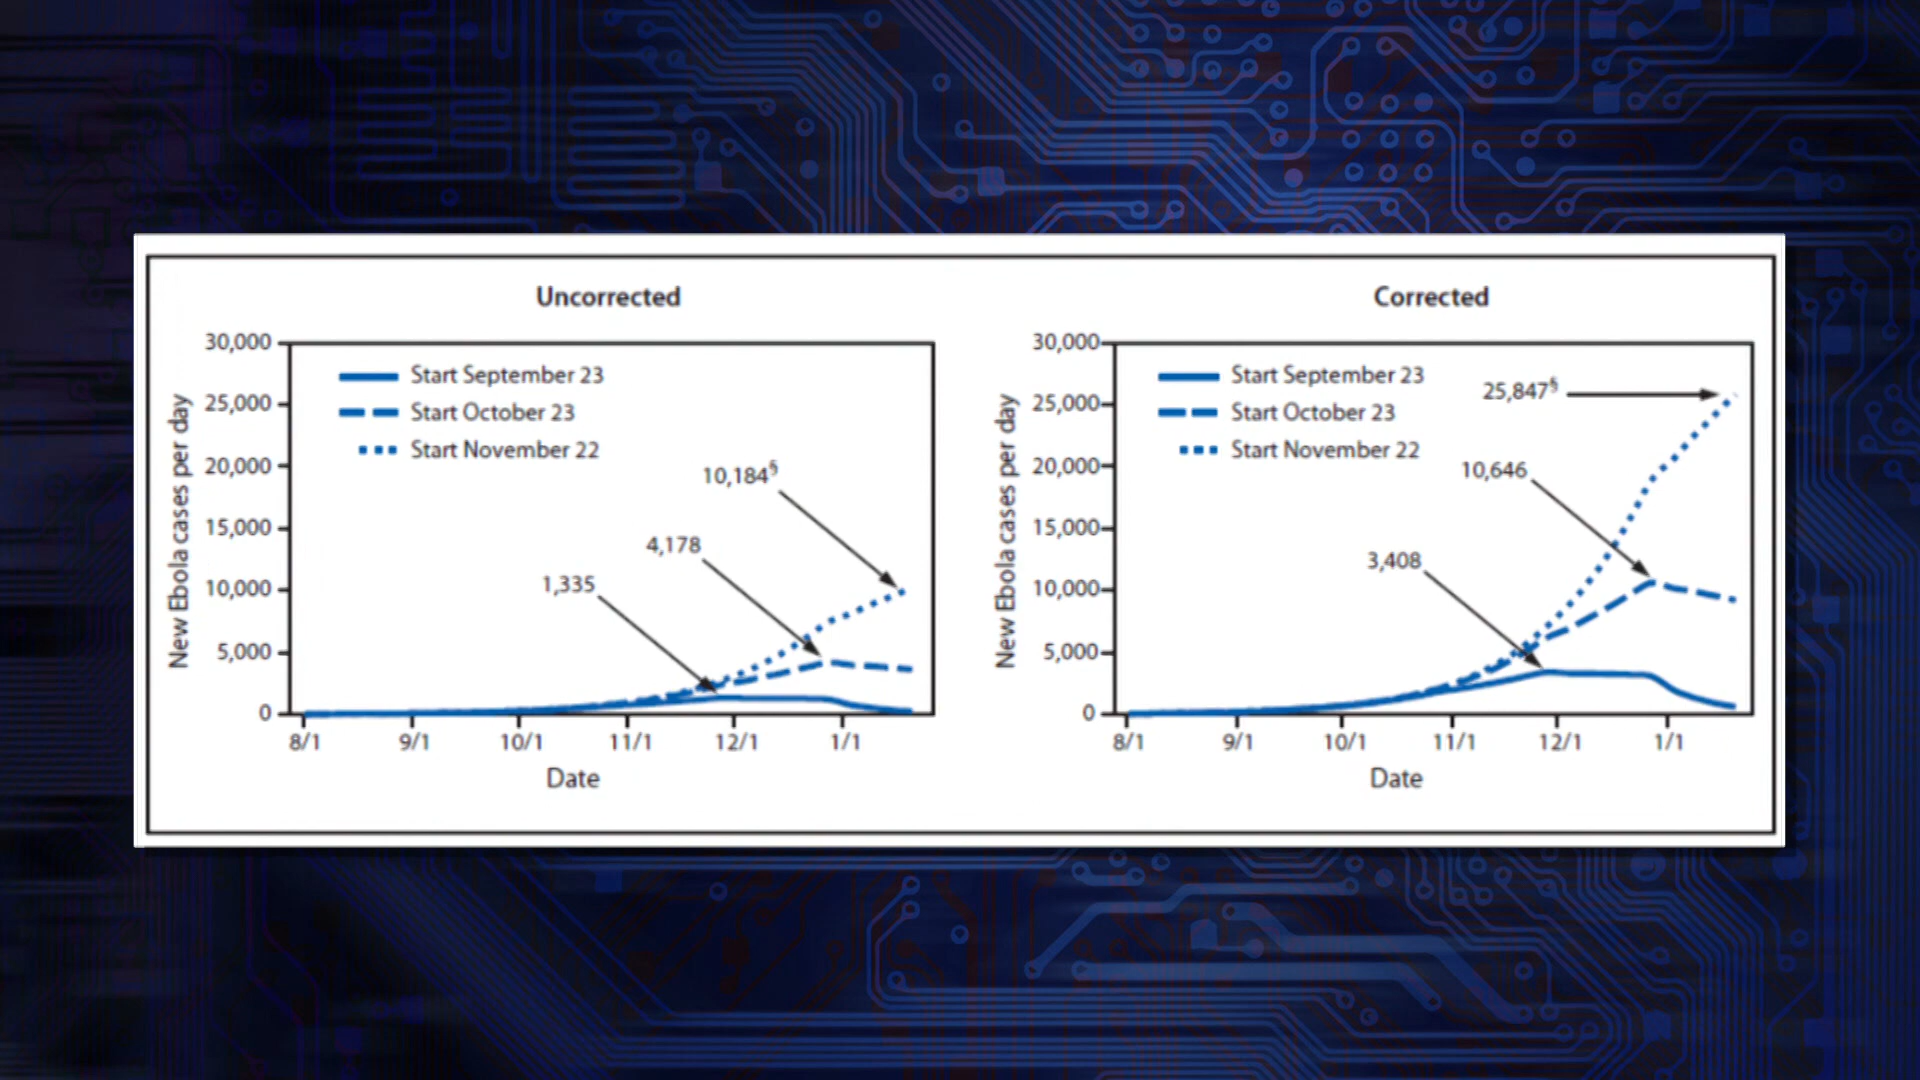 Uncorrected
30,000
25,000
20,000
15,000
10,000
5,000
0
New Ebola cases per day
Start September 23
Start October 23
Start November 22
10,184§
4,178
1,335
8/1 9/1 10/1 11/1 12/1 1/1
Date
Corrected
30,000
25,000
20,000
15,000
10,000
5,000
0
New Ebola cases per day
Start September 23
Start October 23
Start November 22
25,847§
10,646
3,408
8/1 9/1 10/1 11/1 12/1 1/1
Date